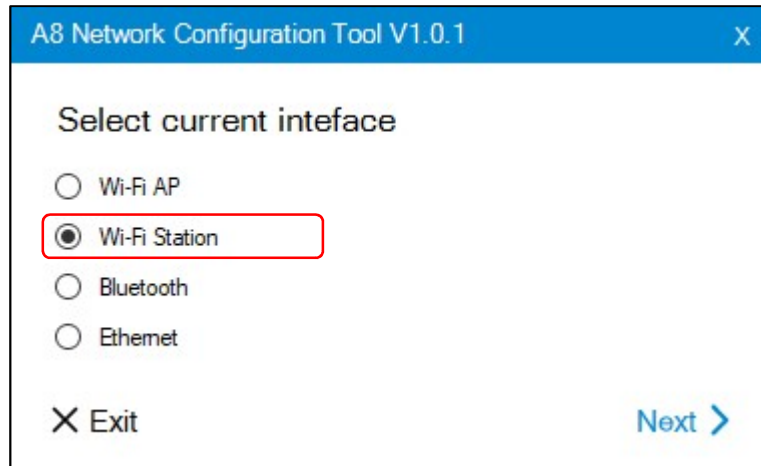 A8 Network Configuration Tool V1.0.1 X
Select current inteface
Wi-Fi AP
Wi-Fi Station
Bluetooth
Ethernet
Exit Next